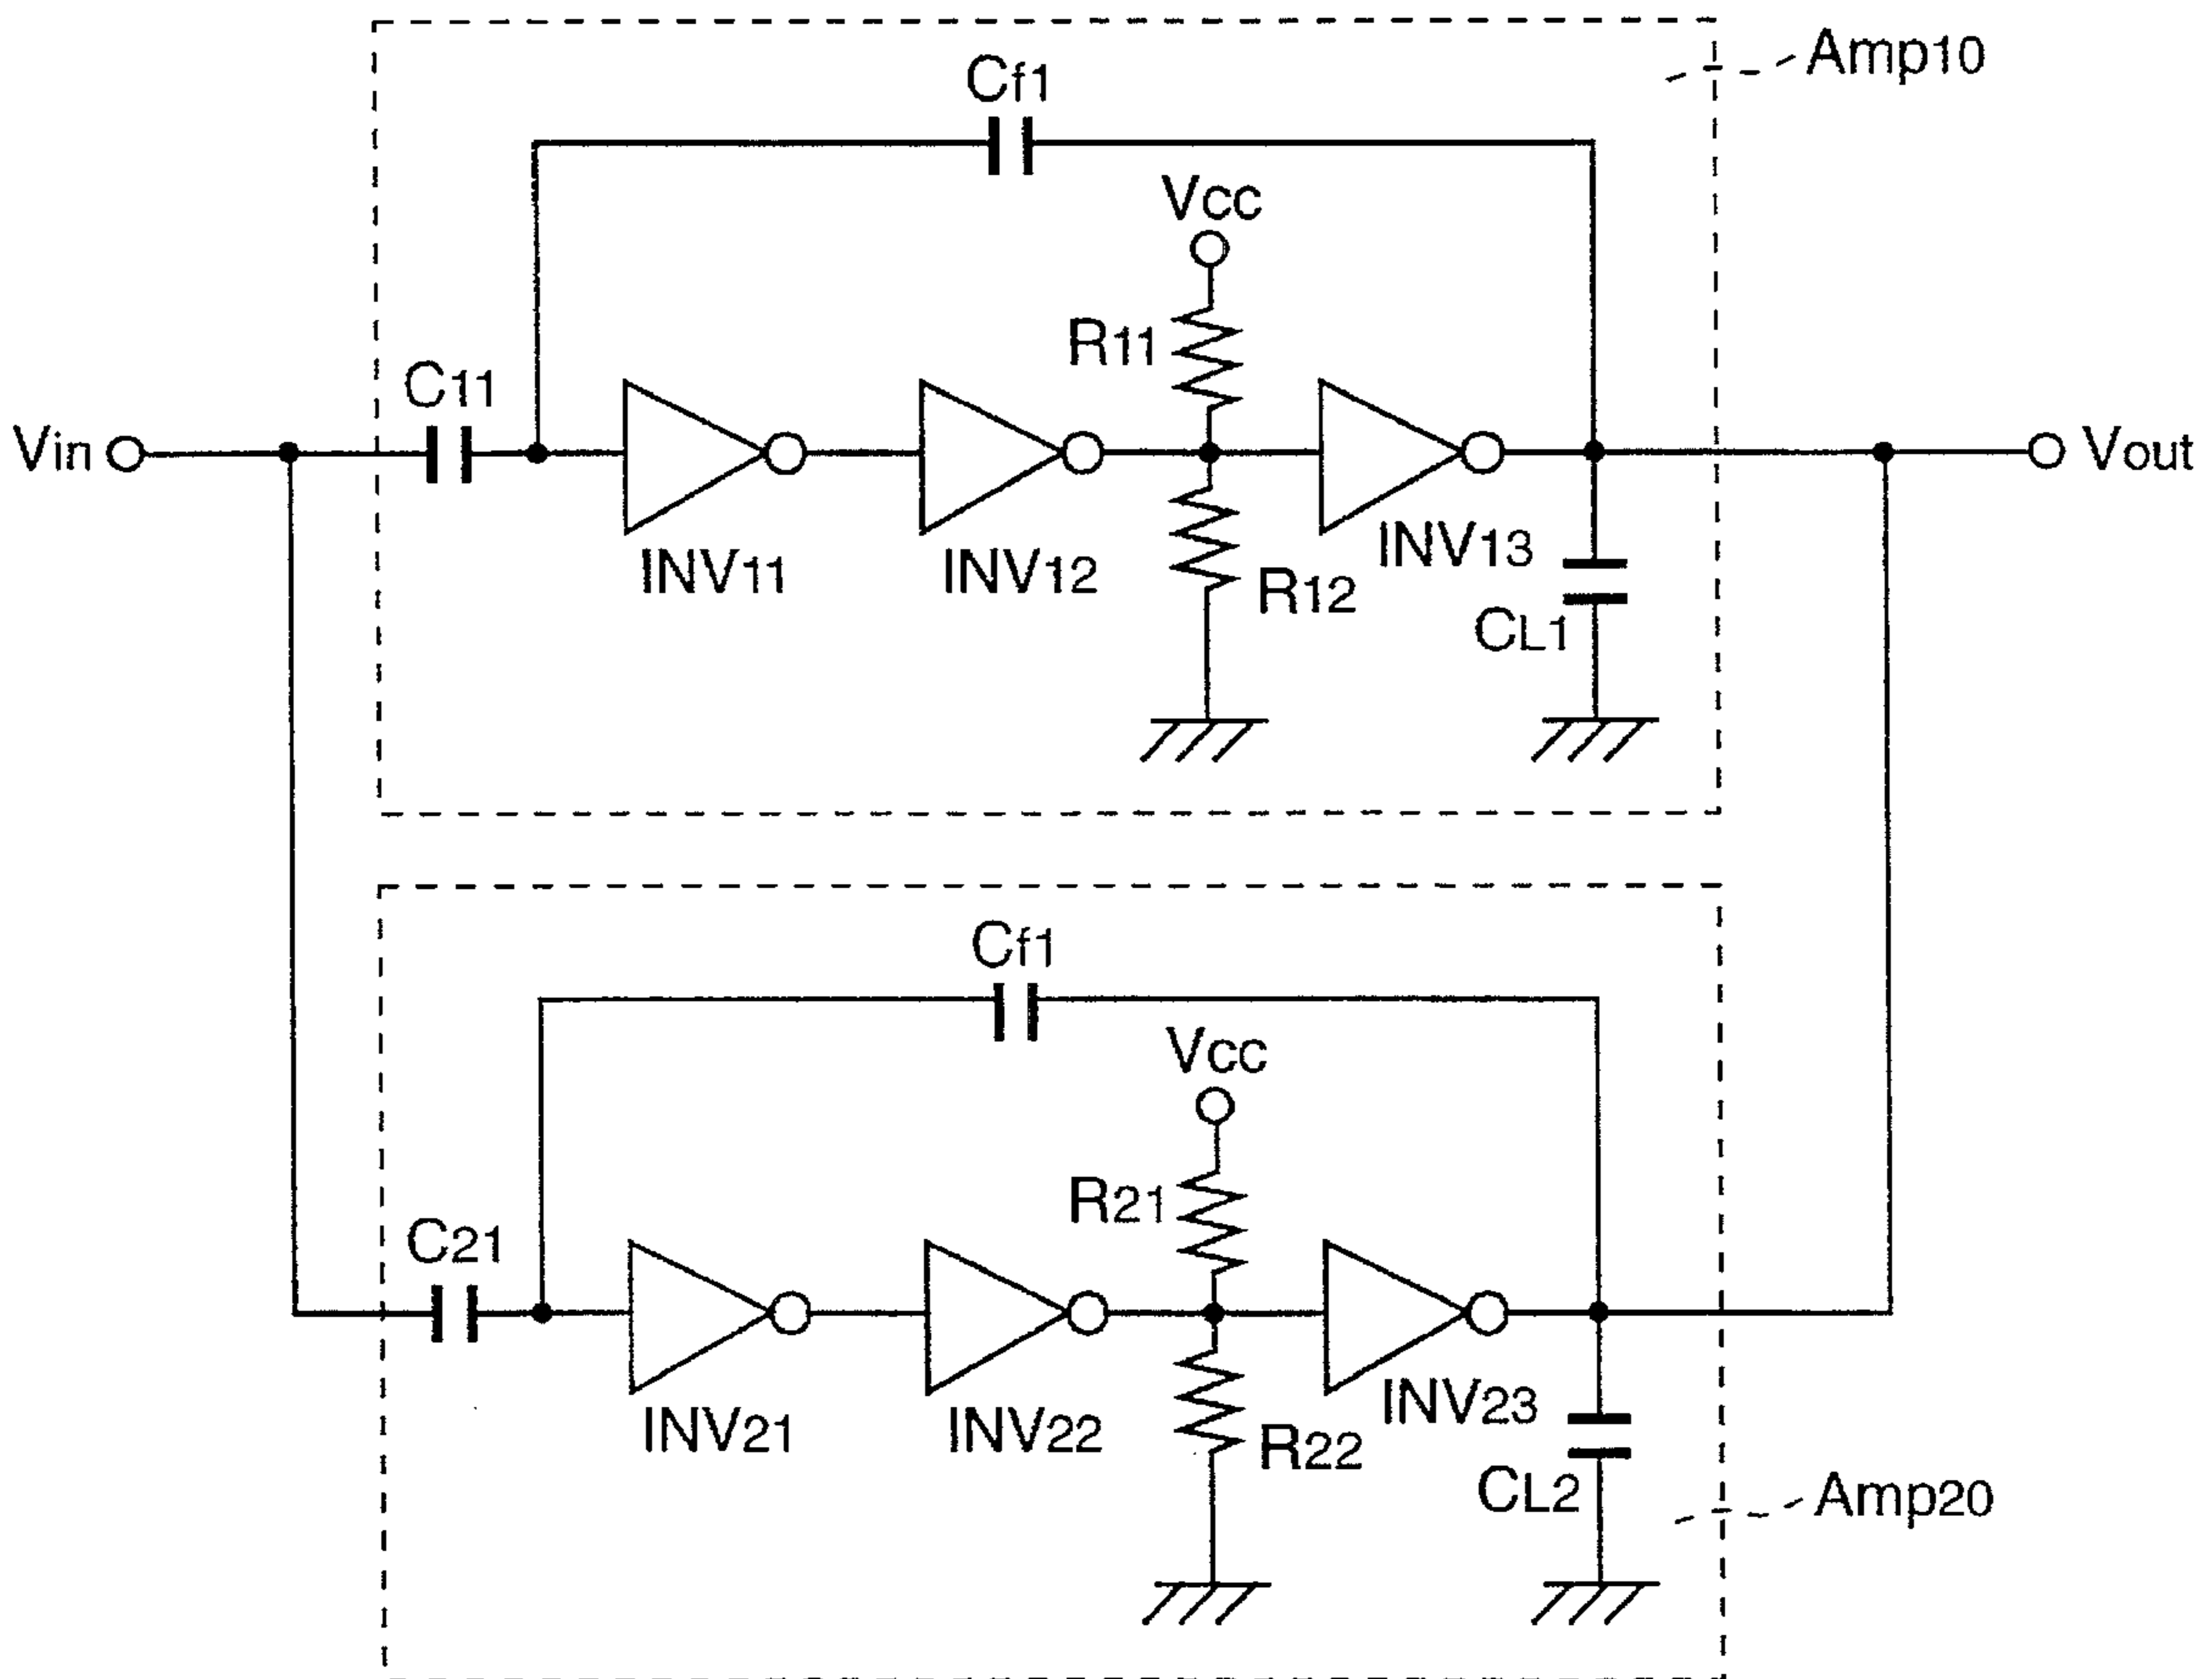 Amp10
Cf1
Vcc
R11
C11
Vin
Vout
INV11
INV12
INV13
R12
CL1
Cf1
Vcc
R21
C21
INV21
INV22
INV23
R22
CL2
Amp20